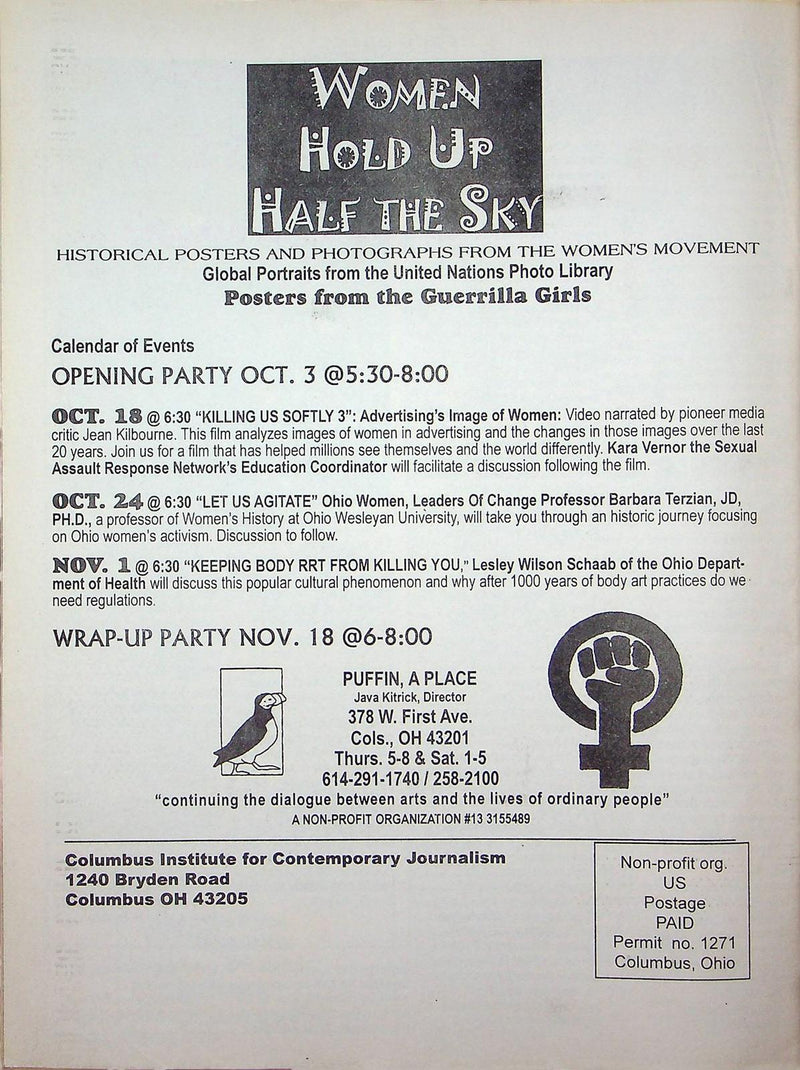 WOMEN
HOLD UP
HALF THE SKY
HISTORICAL POSTERS AND PHOTOGRAPHS FROM THE WOMEN'S MOVEMENT
Global Portraits from the United Nations Photo Library
Posters from the Guerrilla Girls
Calendar of Events
OPENING PARTY OCT. 3 @5:30-8:00
OCT. 18 @ 6:30 “KILLING US SOFTLY 3”: Advertising's Image of Women: Video narrated by pioneer media
critic Jean Kilbourne. This film analyzes images of women in advertising and the changes in those images over the last
20 years. Join us for a film that has helped millions see themselves and the world differently. Kara Vernor the Sexual
Assault Response Network's Education Coordinator will facilitate a discussion following the film.
OCT. 24 @ 6:30 “LET US AGITATE” Ohio Women, Leaders Of Change Professor Barbara Terzian, JD,
PH.D., a professor of Women's History at Ohio Wesleyan University, will take you through an historic journey focusing
on Ohio women's activism. Discussion to follow.
NOV. 1 @ 6:30 “KEEPING BODY RRT FROM KILLING YOU,” Lesley Wilson Schaab of the Ohio Depart-
ment of Health will discuss this popular cultural phenomenon and why after 1000 years of body art practices do we
need regulations.
WRAP-UP PARTY NOV. 18 @6-8:00
PUFFIN, A PLACE
Java Kitrick, Director
378 W. First Ave.
Cols., OH 43201
Thurs. 5-8 & Sat. 1-5
614-291-1740 / 258-2100
“continuing the dialogue between arts and the lives of ordinary people”
A NON-PROFIT ORGANIZATION #13 3155489
Columbus Institute for Contemporary Journalism
1240 Bryden Road
Columbus OH 43205
Non-profit org.
US
Postage
PAID
Permit no. 1271
Columbus, Ohio